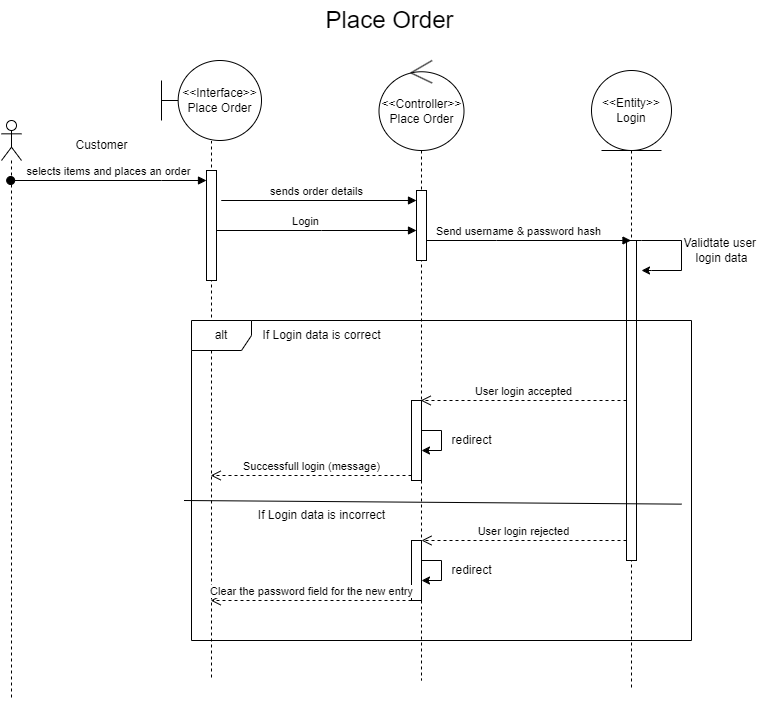 Place Order
<<Interface>>
Place Order
<<Controller>>
Place Order
<<Entity>>
Login
Customer
selects items and places an order
sends order details
Login
Send username & password hash
Validtate user
login data
alt
If Login data is correct
User login accepted
redirect
Successfull login (message)
If Login data is incorrect
User login rejected
redirect
Clear the password field for the new entry